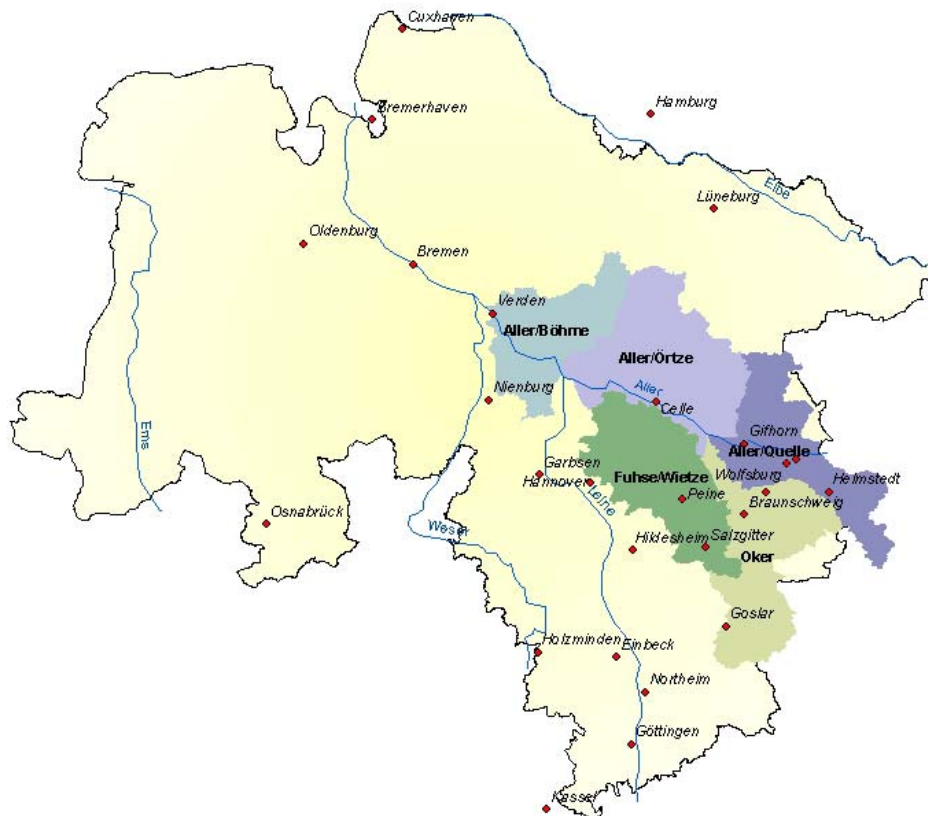 Cuxhaven
Bremerhaven
Hamburg
Elbe
Lüneburg
Oldenburg
Bremen
Verden
Aller/Böhme
Aller/Örtze
Aller
Nienburg
Celle
Ems
Gifhorn
Aller/Quelle
Garbsen
Hannover
Fuhse/Wietze
Wolfsburg
Helmstedt
Leine
Peine
Braunschweig
Osnabrück
Weser
Hildesheim
Salzgitter
Oker
Goslar
Holzminden
Einbeck
Northeim
Göttingen
Kassel